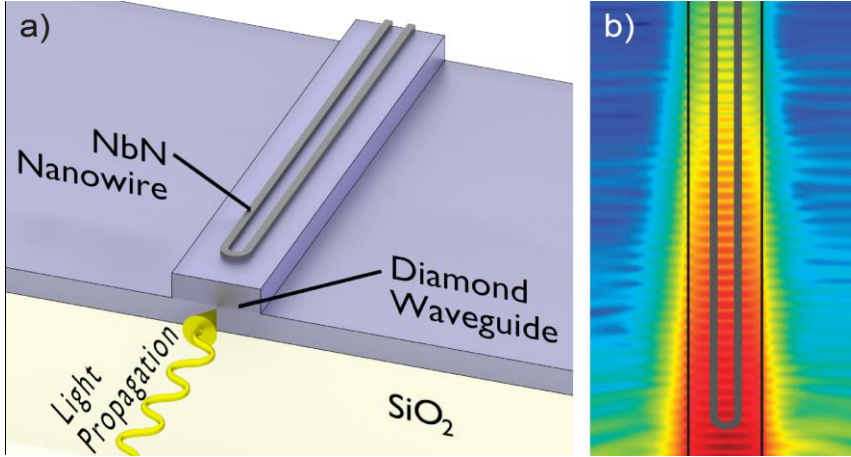 a)
NbN
Nanowire
Diamond
Waveguide
Light
Propagation
SiO₂
b)